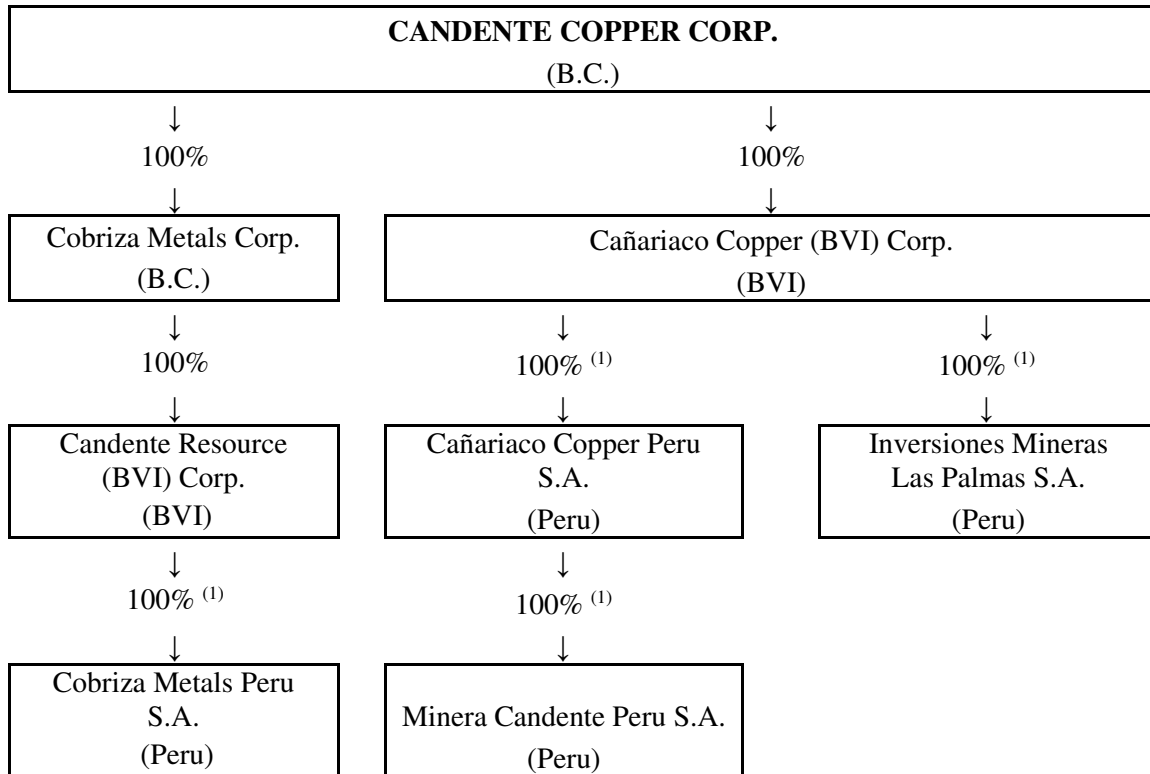 CANDENTE COPPER CORP.
(B.C.)
↓ ↓
100% 100%
↓ ↓
Cobriza Metals Corp.
(B.C.)
Cañariaco Copper (BVI) Corp.
(BVI)
↓ ↓ ↓
100% 100% (1) 100% (1)
↓ ↓ ↓
Candente Resource
(BVI) Corp.
(BVI)
Cañariaco Copper Peru
S.A.
(Peru)
Inversiones Mineras
Las Palmas S.A.
(Peru)
↓ ↓
100% (1) 100% (1)
↓ ↓
Cobriza Metals Peru
S.A.
(Peru)
Minera Candente Peru S.A.
(Peru)